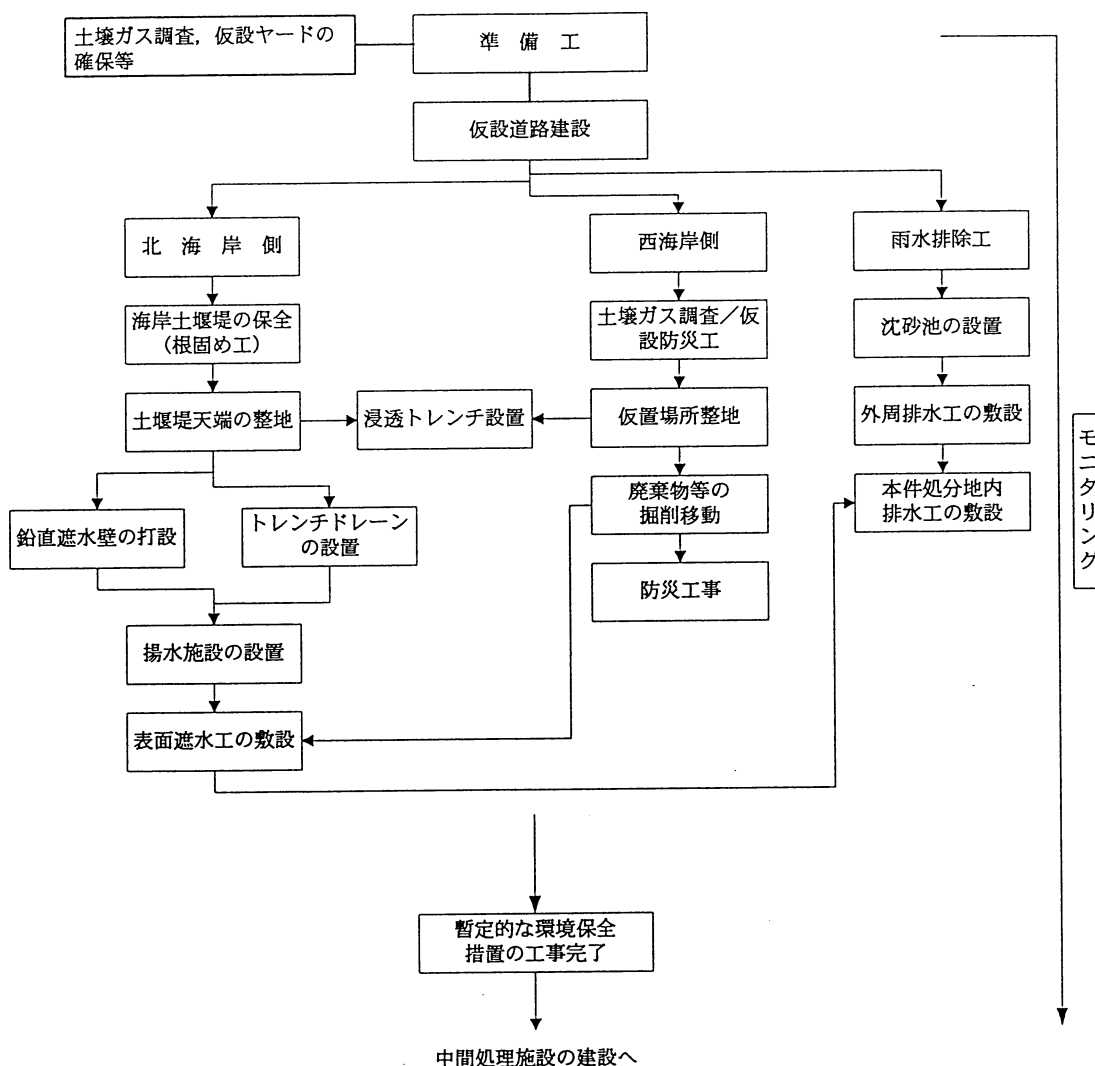 土壌ガス調査，仮設ヤードの
確保等
準備工
仮設道路建設
北海岸側
西海岸側
雨水排除工
海岸土堰堤の保全
（根固め工）
土壌ガス調査／仮
設防災工
沈砂池の設置
土堰堤天端の整地
浸透トレンチ設置
仮置場所整地
外周排水工の敷設
鉛直遮水壁の打設
トレンチドレーン
の設置
廃棄物等の
掘削移動
本件処分地内
排水工の敷設
防災工事
揚水施設の設置
表面遮水工の敷設
モニタリング
暫定的な環境保全
措置の工事完了
中間処理施設の建設へ